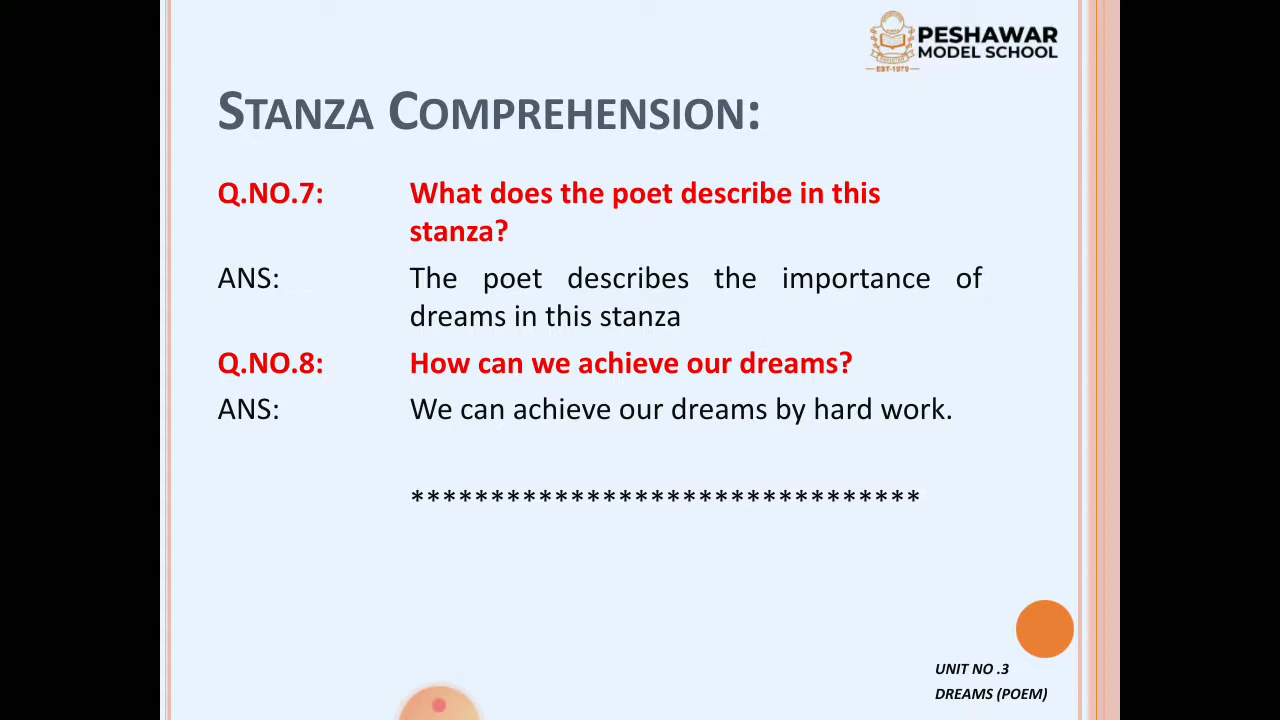 PESHAWAR
MODEL SCHOOL
EST-1979
STANZA COMPREHENSION:
Q.NO.7: What does the poet describe in this
stanza?
ANS: The poet describes the importance of
dreams in this stanza
Q.NO.8: How can we achieve our dreams?
ANS: We can achieve our dreams by hard work.
********************************
UNIT NO .3
DREAMS (POEM)